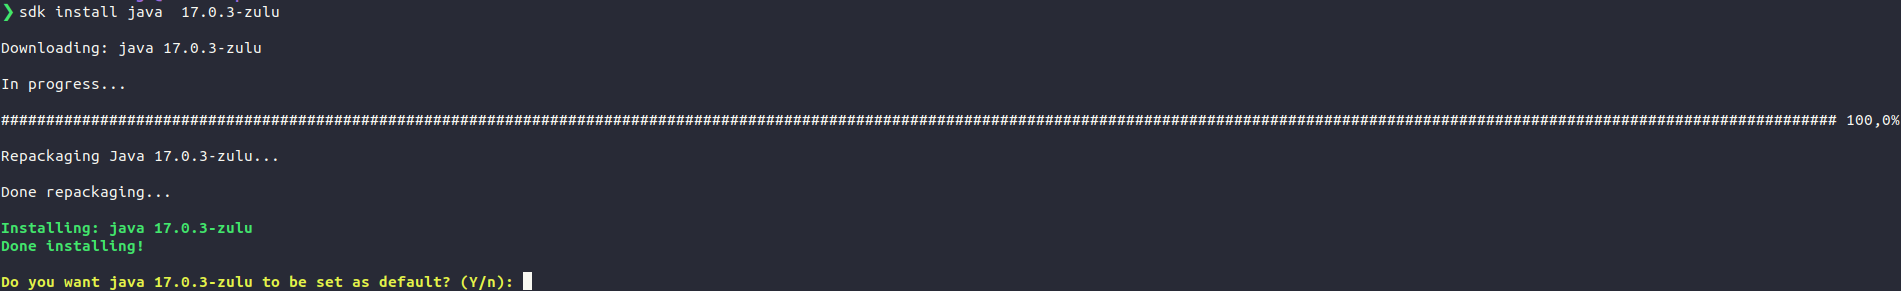 ❯ sdk install java  17.0.3-zulu
Downloading: java 17.0.3-zulu
In progress...
############################################################################################################################################################################################################ 100,0%
Repackaging Java 17.0.3-zulu...
Done repackaging...
Installing: java 17.0.3-zulu
Done installing!
Do you want java 17.0.3-zulu to be set as default? (Y/n):